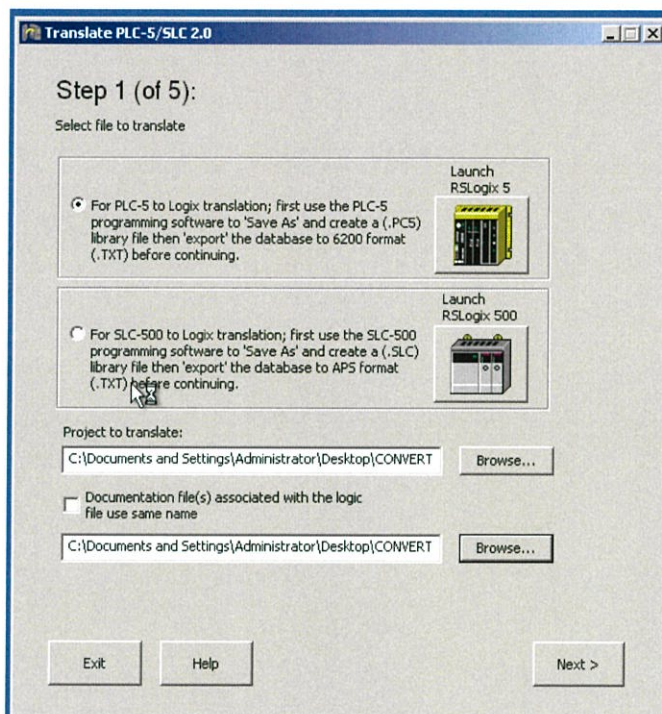 Translate PLC-5/SLC 2.0
Step 1 (of 5):
Select file to translate
Launch
RSLogix 5
For PLC-5 to Logix translation; first use the PLC-5
programming software to 'Save As' and create a (.PC5)
library file then 'export' the database to 6200 format
(.TXT) before continuing.
Launch
RSLogix 500
For SLC-500 to Logix translation; first use the SLC-500
programming software to 'Save As' and create a (.SLC)
library file then 'export' the database to APS format
(.TXT) before continuing.
Project to translate:
C:\Documents and Settings\Administrator\Desktop\CONVERT
Browse...
Documentation file(s) associated with the logic
file use same name
C:\Documents and Settings\Administrator\Desktop\CONVERT
Browse...
Exit
Help
Next >